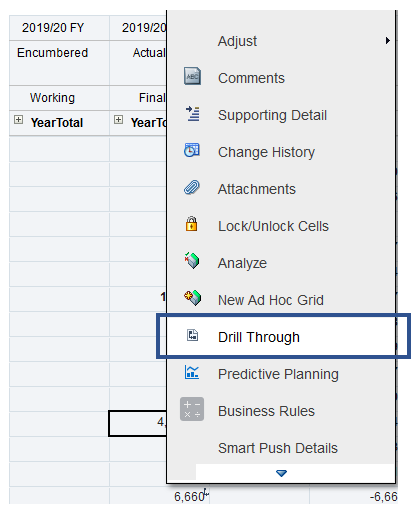 2019/20 FY
2019/20
Encumbered
Actual
Working
Final
YearTotal
YearTo
Adjust
Comments
Supporting Detail
Change History
Attachments
Lock/Unlock Cells
Analyze
New Ad Hoc Grid
1
Drill Through
Predictive Planning
Business Rules
4,
Smart Push Details
6,660
-6,66